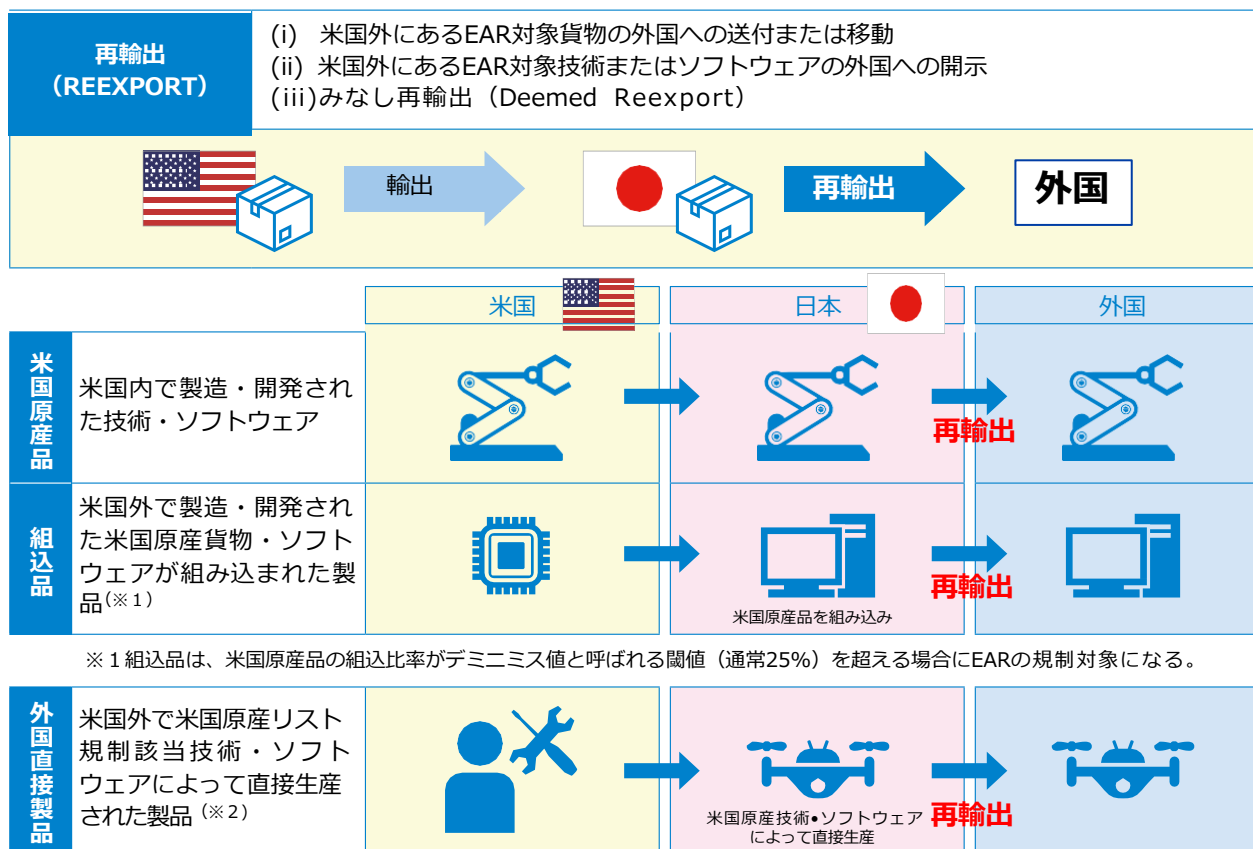 再輸出
（REEXPORT）
(i) 米国外にあるEAR対象貨物の外国への送付または移動
(ii) 米国外にあるEAR対象技術またはソフトウェアの外国への開示
(iii)みなし再輸出（Deemed Reexport）
輸出
再輸出
外国
米国
日本
外国
米国原産品
米国内で製造・開発され
た技術・ソフトウェア
再輸出
組込品
米国外で製造・開発され
た米国原産貨物・ソフト
ウェアが組み込まれた製
品(※１)
米国原産品を組み込み
再輸出
※１組込品は、米国原産品の組込比率がデミニミス値と呼ばれる閾値（通常25%）を超える場合にEARの規制対象になる。
外国直接製品
米国外で米国原産リスト
規制該当技術・ソフト
ウェアによって直接生産
された製品 (※２)
米国原産技術•ソフトウェア
によって直接生産
再輸出